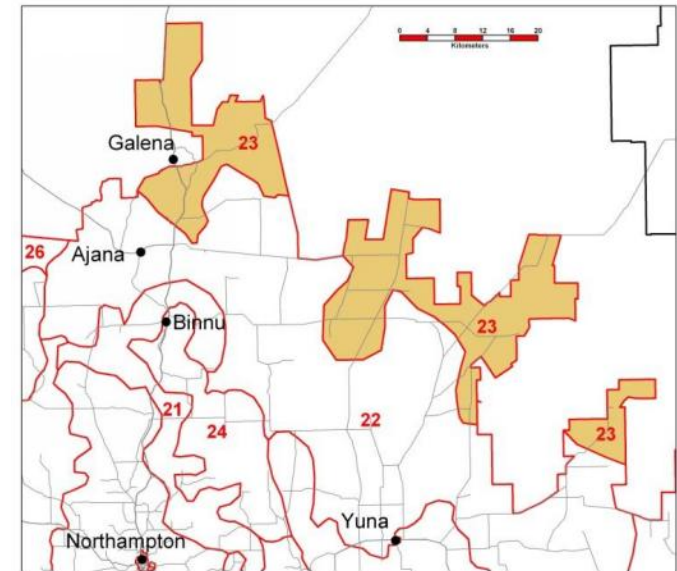 0 4 8 12 16 20
Kilometers
Galena
23
26
Ajana
Binnu
23
21
24
22
23
Yuna
Northampton